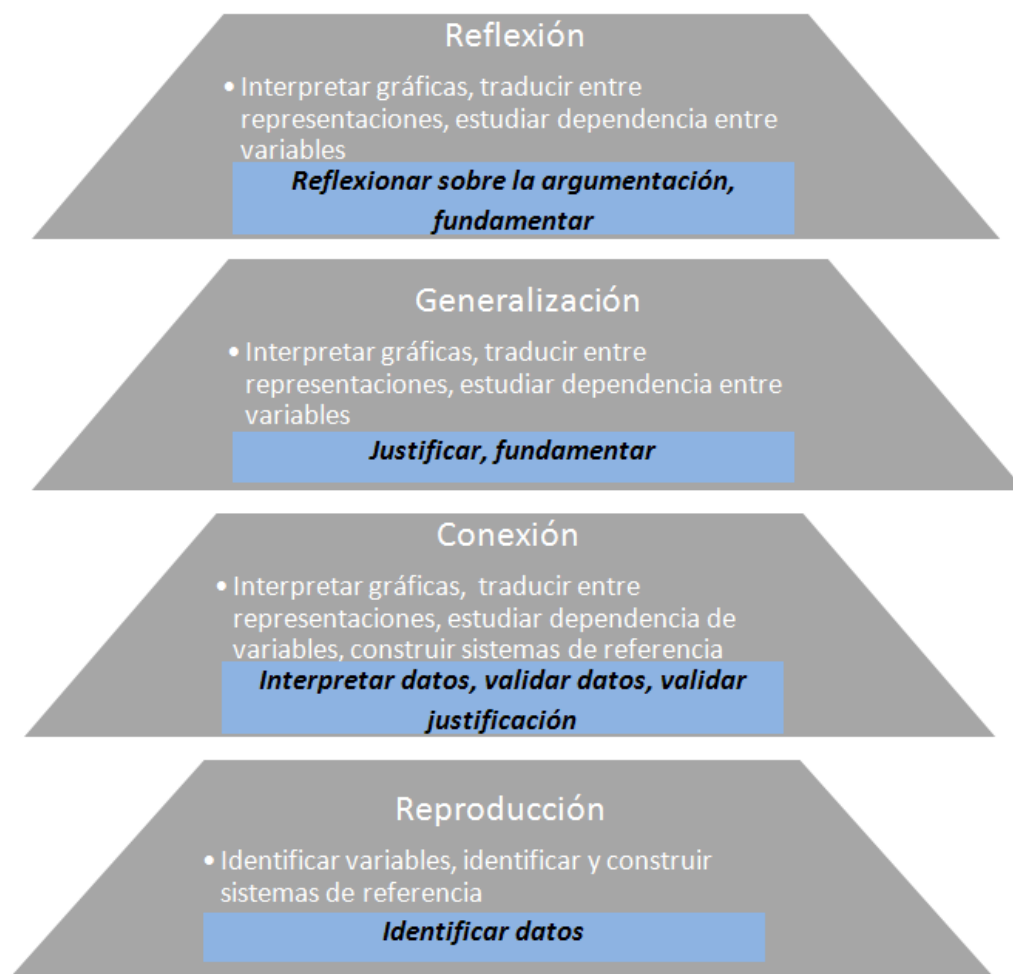 Reflexión
• Interpretar gráficas, traducir entre
representaciones, estudiar dependencia entre
variables
Reflexionar sobre la argumentación,
fundamentar
Generalización
• Interpretar gráficas, traducir entre
representaciones, estudiar dependencia entre
variables
Justificar, fundamentar
Conexión
• Interpretar gráficas, traducir entre
representaciones, estudiar dependencia de
variables, construir sistemas de referencia
Interpretar datos, validar datos, validar
justificación
Reproducción
• Identificar variables, identificar y construir
sistemas de referencia
Identificar datos